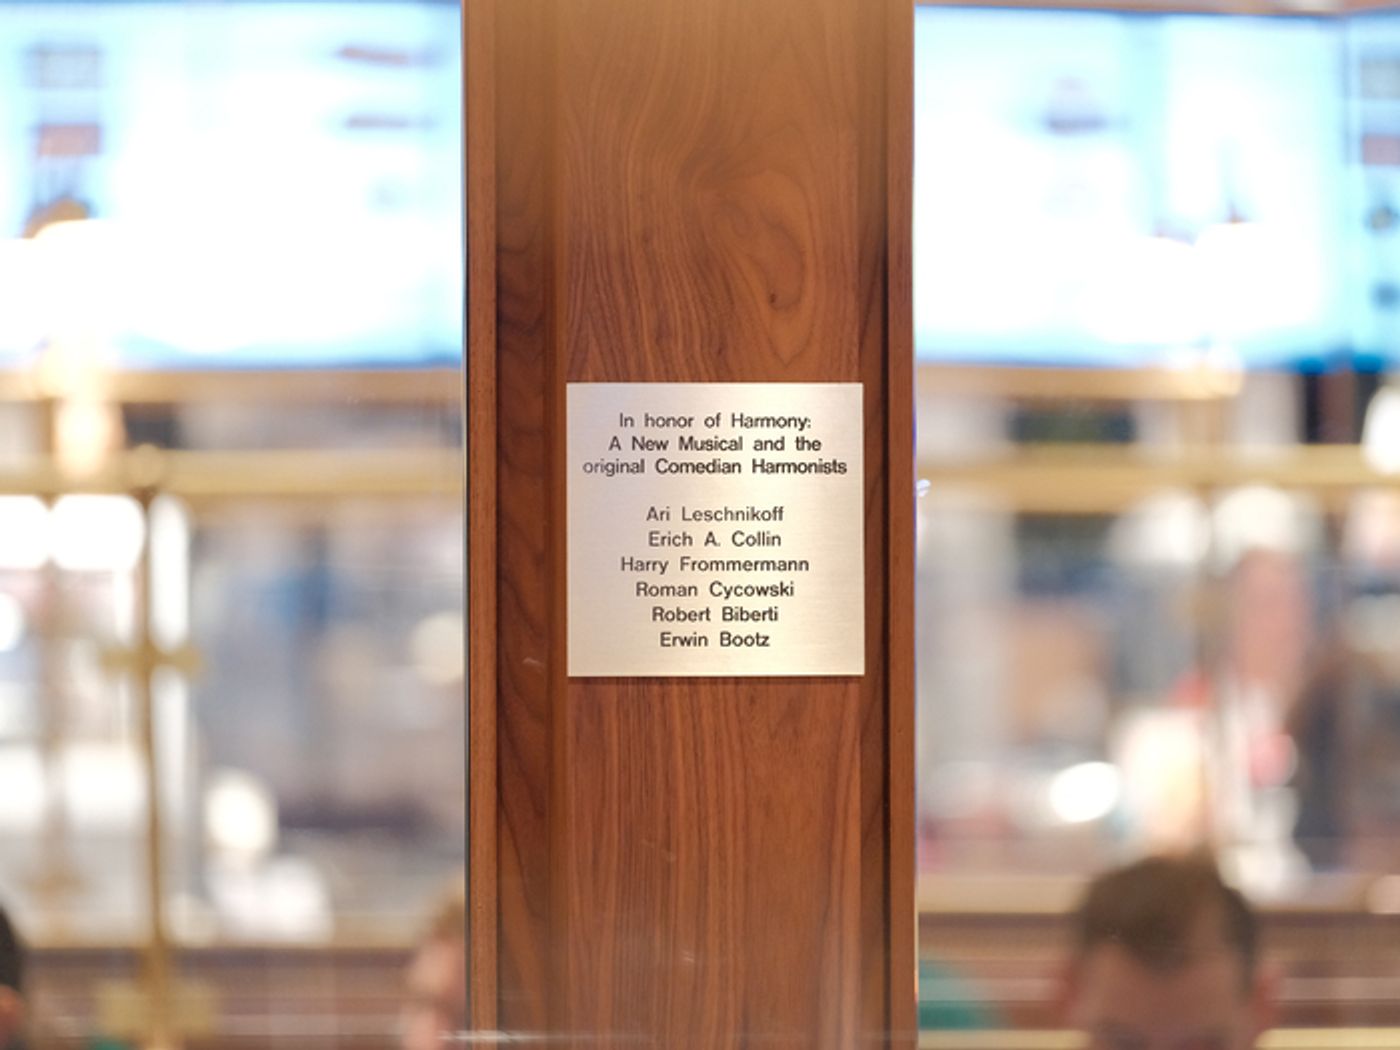 In honor of Harmony:
A New Musical and the
original Comedian Harmonists
Ari Leschnikoff
Erich A. Collin
Harry Frommermann
Roman Cycowski
Robert Biberti
Erwin Bootz